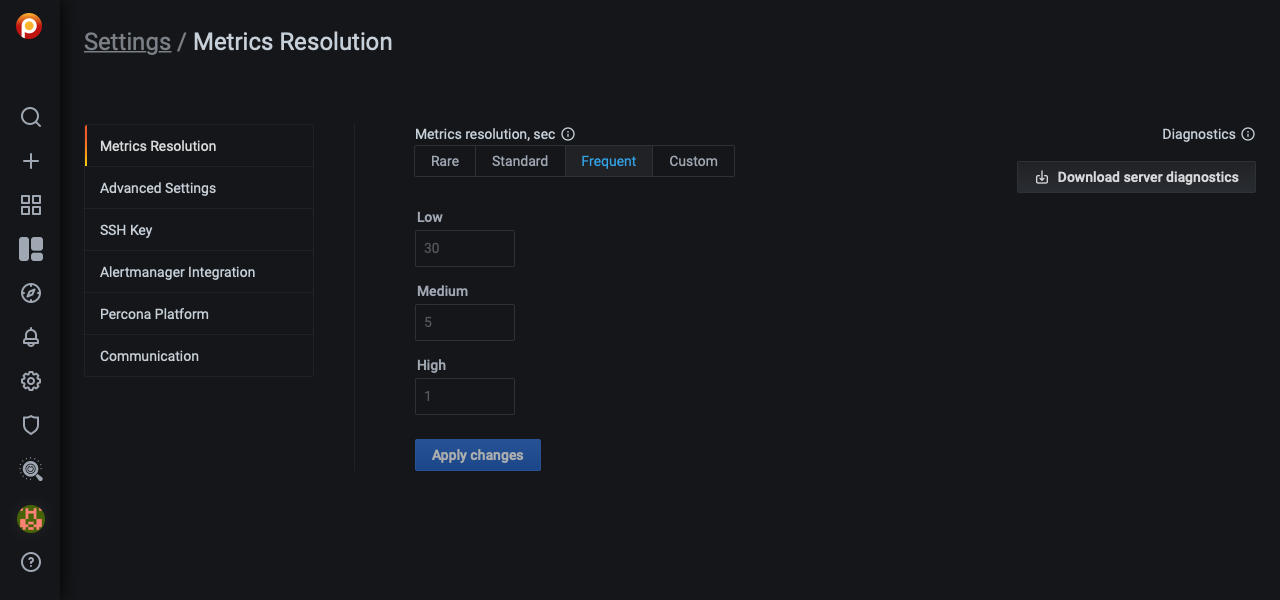 Settings / Metrics Resolution
Metrics Resolution
Advanced Settings
SSH Key
Alertmanager Integration
Percona Platform
Communication
Metrics resolution, sec
Rare Standard Frequent Custom
Low
30
Medium
5
High
1
Apply changes
Diagnostics
Download server diagnostics